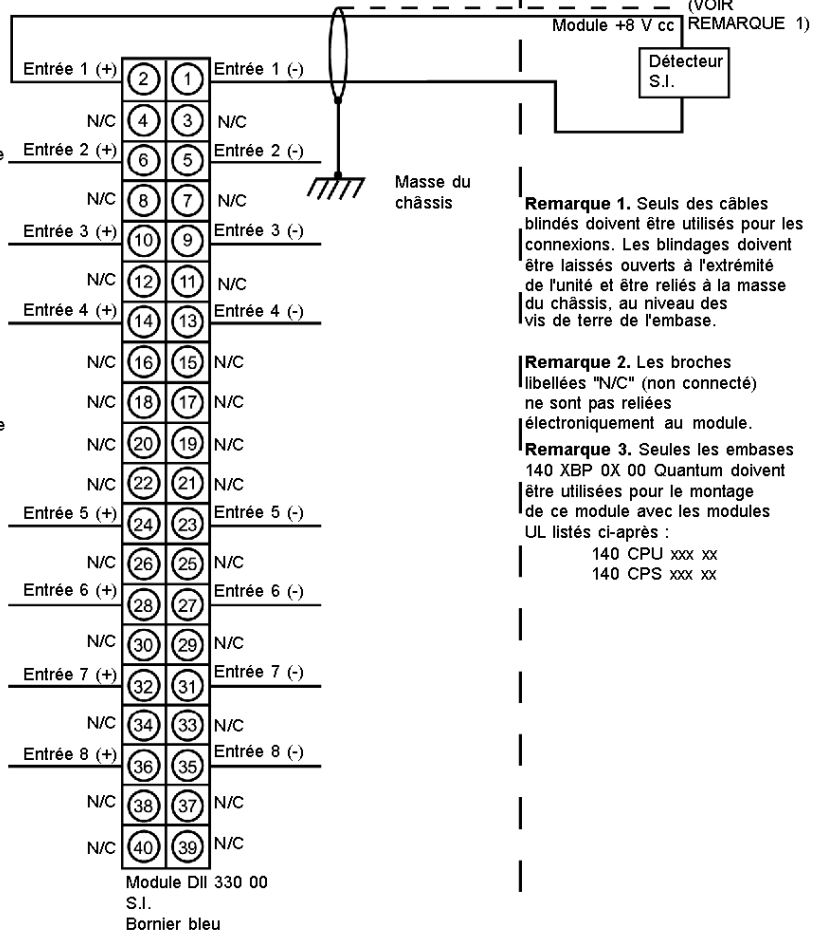 (VOIR
Module +8 V cc REMARQUE 1)
Détecteur
S.I.
Entrée 1 (+) 2 1 Entrée 1 (-)
N/C 4 3 N/C
e Entrée 2 (+) 6 5 Entrée 2 (-)
N/C 8 7 N/C
Entrée 3 (+) 10 9 Entrée 3 (-)
N/C 12 11 N/C
Entrée 4 (+) 14 13 Entrée 4 (-)
N/C 16 15 N/C
N/C 18 17 N/C
e
N/C 20 19 N/C
N/C 22 21 N/C
Entrée 5 (+) 24 23 Entrée 5 (-)
N/C 26 25 N/C
Entrée 6 (+) 28 27 Entrée 6 (-)
N/C 30 29 N/C
Entrée 7 (+) 32 31 Entrée 7 (-)
N/C 34 33 N/C
Entrée 8 (+) 36 35 Entrée 8 (-)
N/C 38 37 N/C
N/C 40 39 N/C
Module DII 330 00
S.I.
Bornier bleu
Masse du
châssis
Remarque 1. Seuls des câbles
blindés doivent être utilisés pour les
connexions. Les blindages doivent
être laissés ouverts à l'extrémité
de l'unité et être reliés à la masse
du châssis, au niveau des
vis de terre de l'embase.
Remarque 2. Les broches
libellées "N/C" (non connecté)
ne sont pas reliées
électroniquement au module.
Remarque 3. Seules les embases
140 XBP 0X 00 Quantum doivent
être utilisées pour le montage
de ce module avec les modules
UL listés ci-après :
140 CPU xxx xx
140 CPS xxx xx